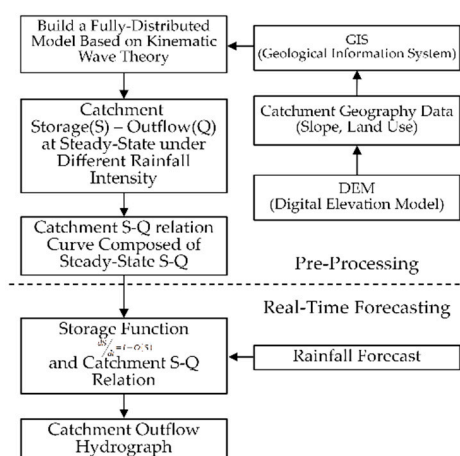 Build a Fully-Distributed
Model Based on Kinematic
Wave Theory
GIS
(Geological Information System)
Catchment
Storage(S) – Outflow(Q)
at Steady-State under
Different Rainfall
Intensity
Catchment Geography Data
(Slope, Land Use)
DEM
(Digital Elevation Model)
Catchment S-Q relation
Curve Composed of
Steady-State S-Q
Pre-Processing
Real-Time Forecasting
Storage Function
and Catchment S-Q
Relation
Rainfall Forecast
Catchment Outflow
Hydrograph